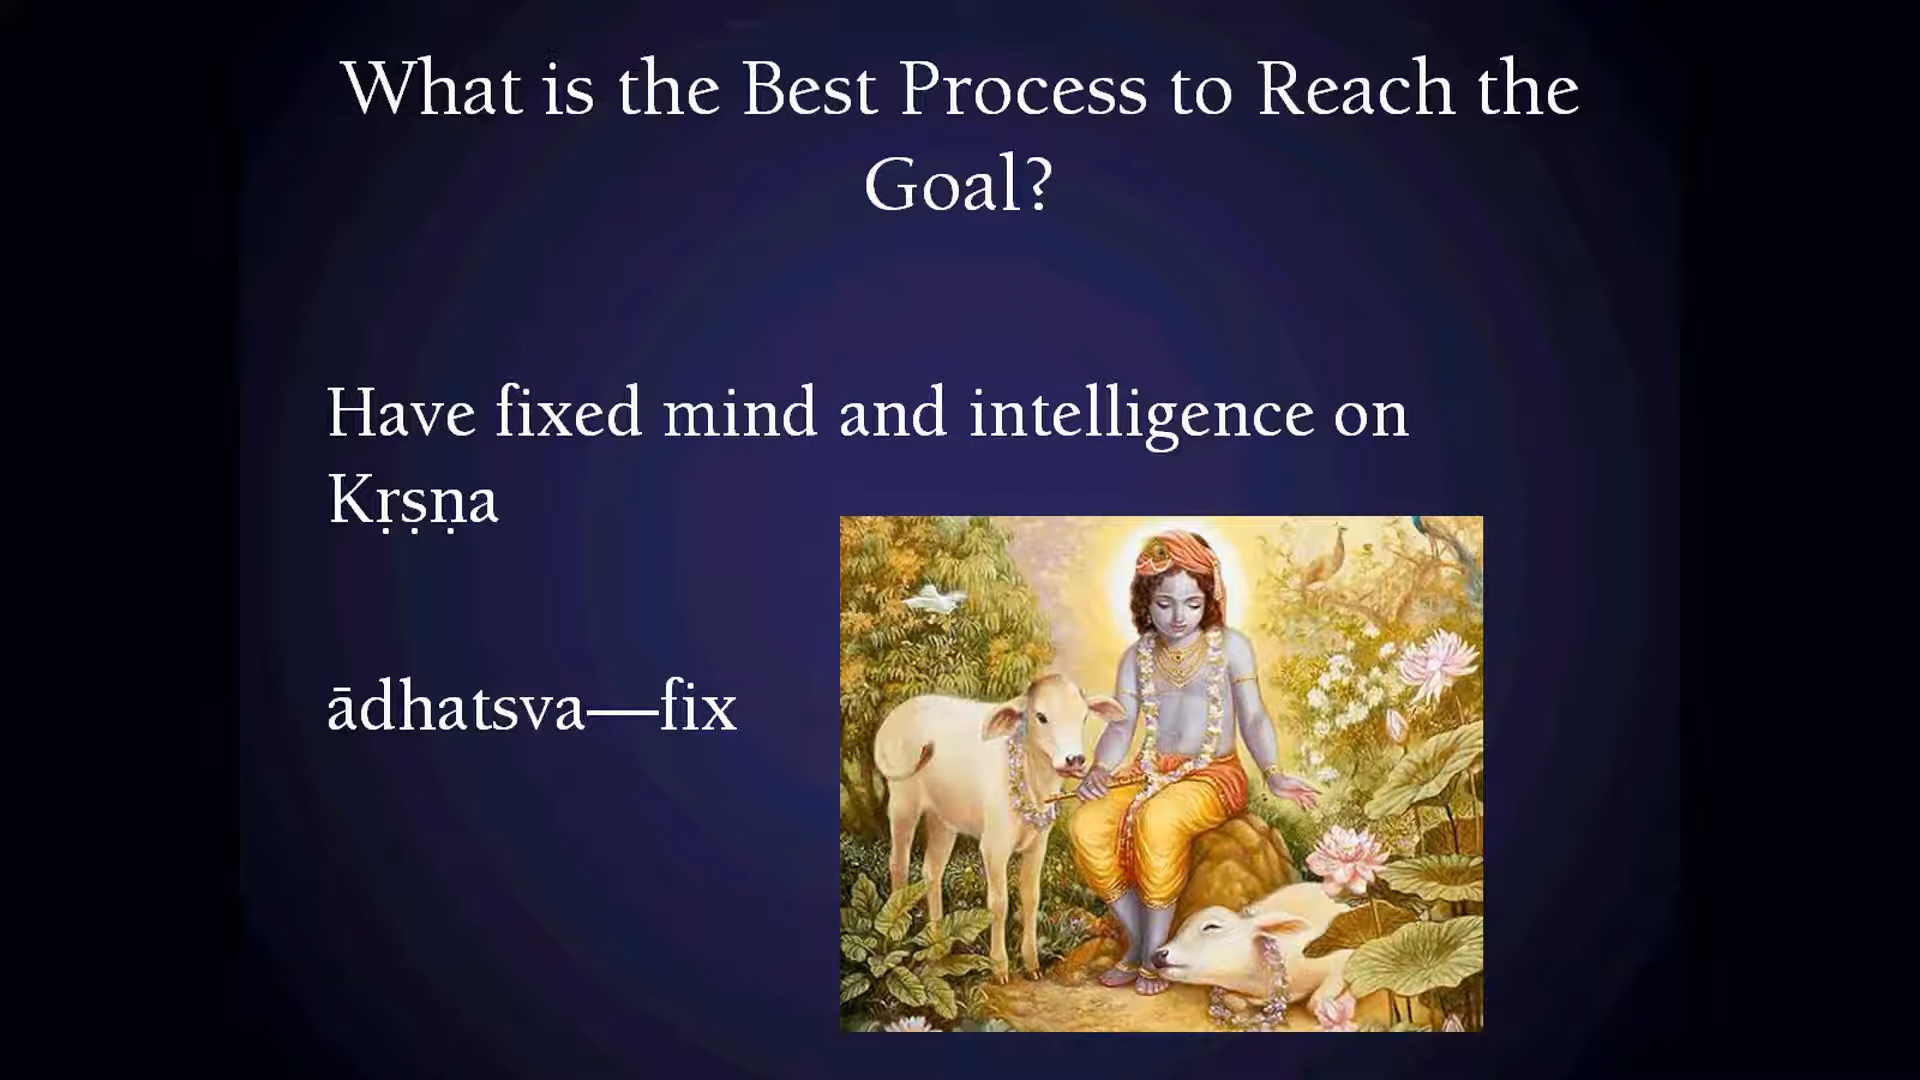 What is the Best Process to Reach the
Goal?
Have fixed mind and intelligence on
Kṛṣṇa
ādhatsva—fix